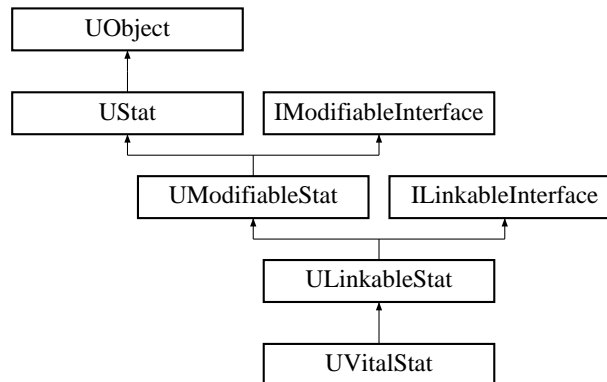 UObject
UStat
IModifiableInterface
UModifiableStat
ILinkableInterface
ULinkableStat
UVitalStat